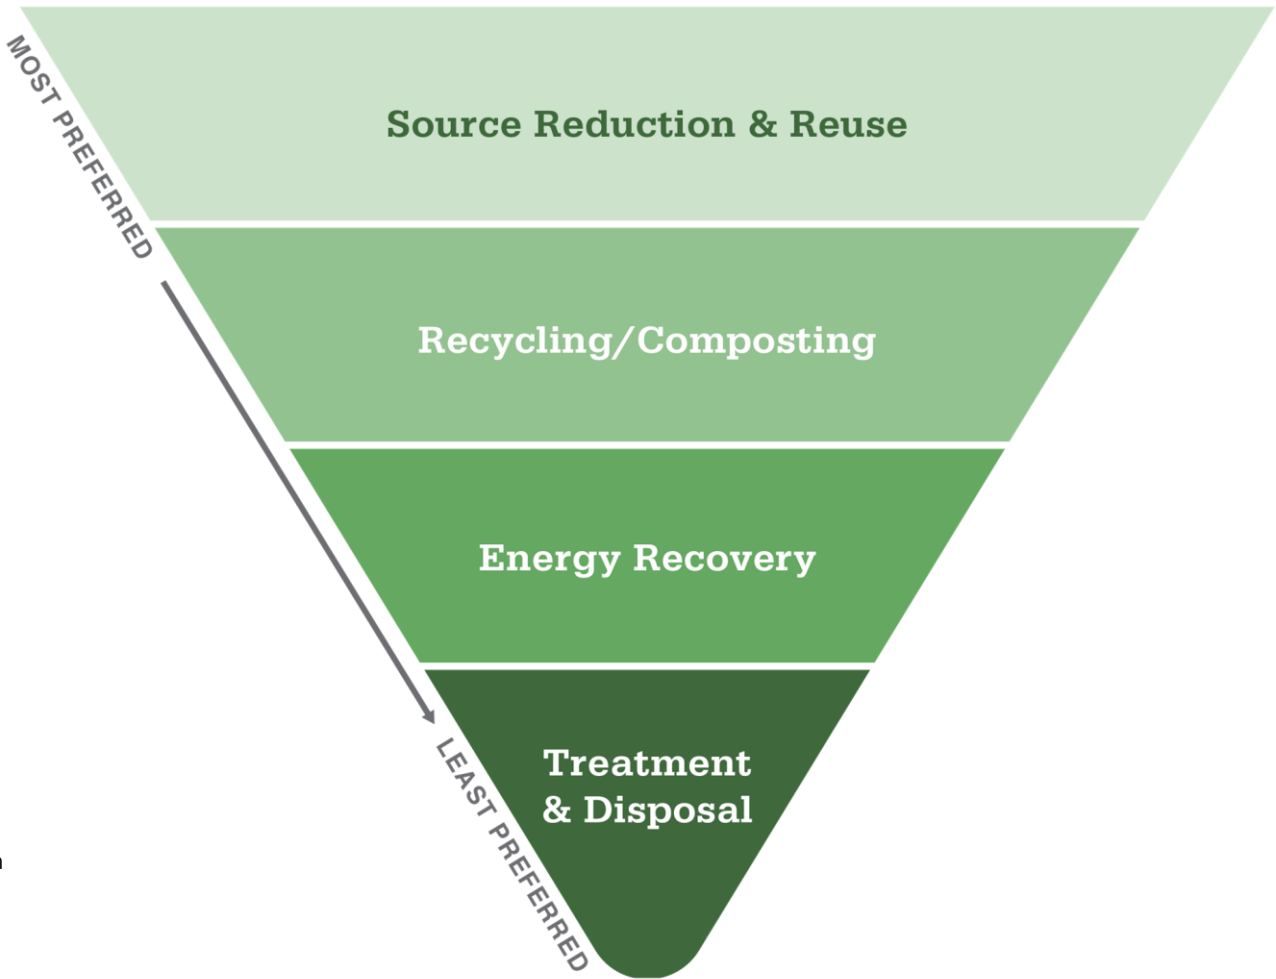 MOST PREFERRED
Source Reduction & Reuse
Recycling/Composting
Energy Recovery
Treatment
& Disposal
LEAST PREFERRED